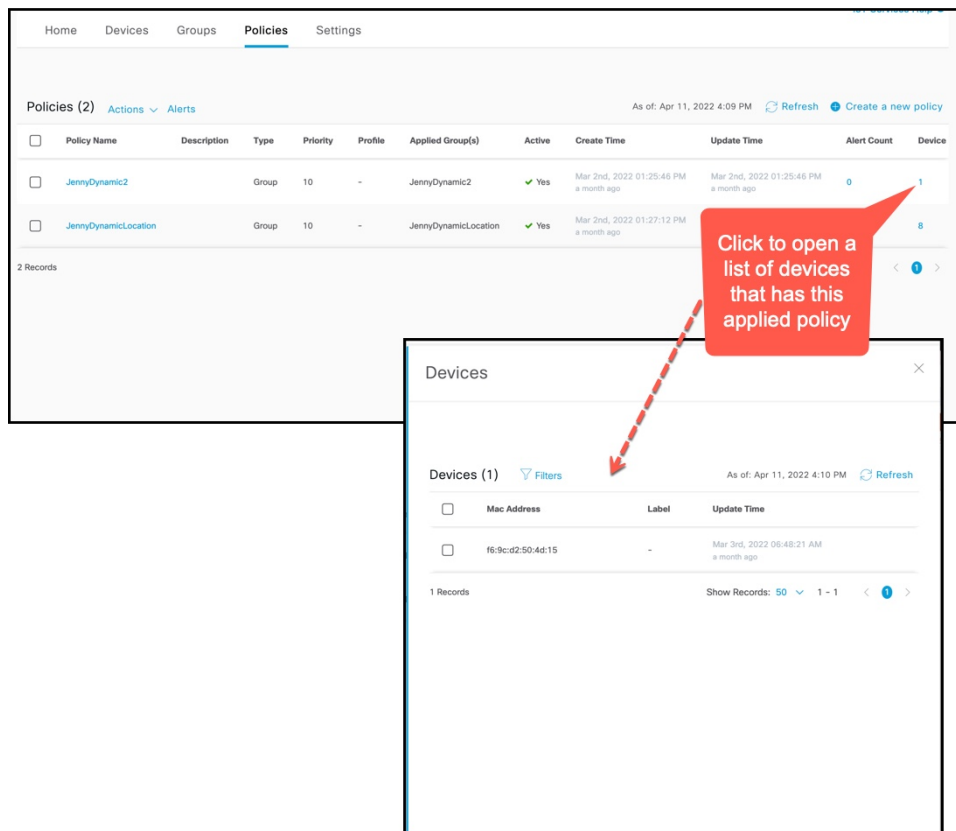 Home Devices Groups Policies Settings
Policies (2) Actions Alerts As of: Apr 11, 2022 4:09 PM Refresh Create a new policy
Policy Name Description Type Priority Profile Applied Group(s) Active Create Time Update Time Alert Count Device
JennyDynamic2 Group 10 - JennyDynamic2 Yes Mar 2nd, 2022 01:25:46 PM Mar 2nd, 2022 01:25:46 PM 0 1
a month ago a month ago
JennyDynamicLocation Group 10 - JennyDynamicLocation Yes Mar 2nd, 2022 01:27:12 PM 8
a month ago
2 Records 1
Click to open a
list of devices
that has this
applied policy
Devices
Devices (1) Filters As of: Apr 11, 2022 4:10 PM Refresh
Mac Address Label Update Time
f6:9c:d2:50:4d:15 - Mar 3rd, 2022 06:48:21 AM
a month ago
1 Records Show Records: 50 1 - 1 1